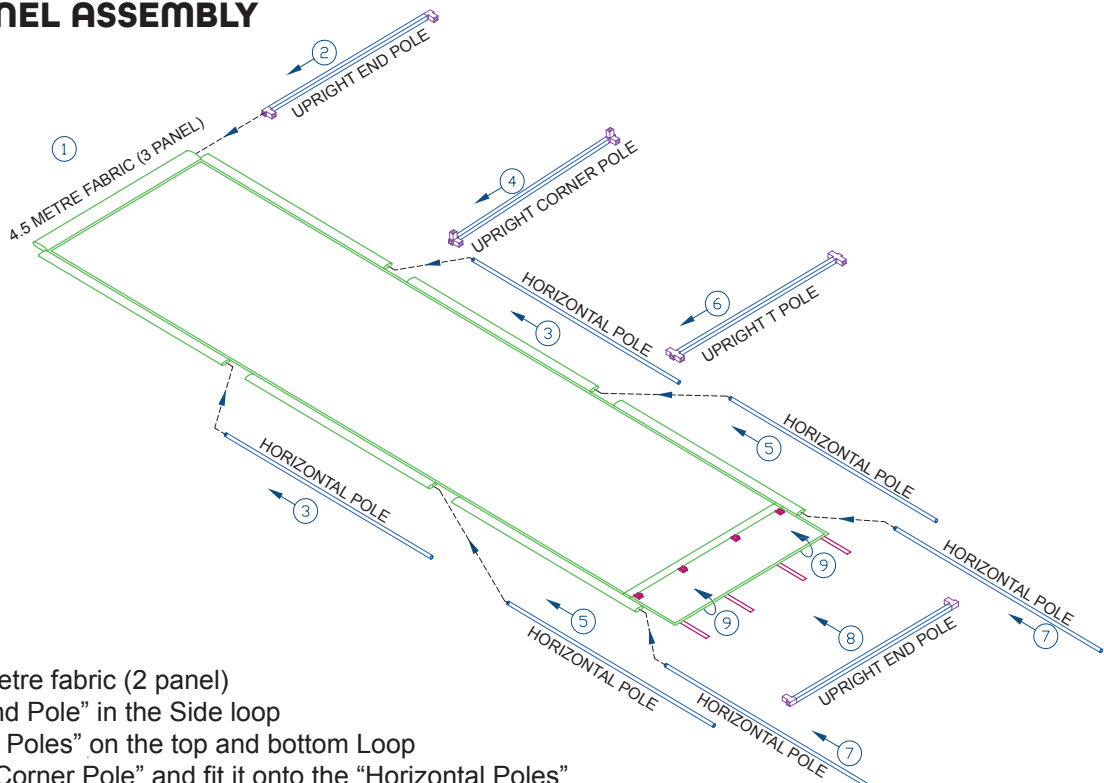 NEL ASSEMBLY
2
UPRIGHT END POLE
1
4.5 METRE FABRIC (3 PANEL)
4
UPRIGHT CORNER POLE
HORIZONTAL POLE
3
6
UPRIGHT T POLE
HORIZONTAL POLE
5
HORIZONTAL POLE
3
HORIZONTAL POLE
7
9
9
8
UPRIGHT END POLE
5
HORIZONTAL POLE
HORIZONTAL POLE
7
etre fabric (2 panel)
nd Pole” in the Side loop
Poles” on the top and bottom Loop
Corner Pole” and fit it onto the “Horizontal Poles”